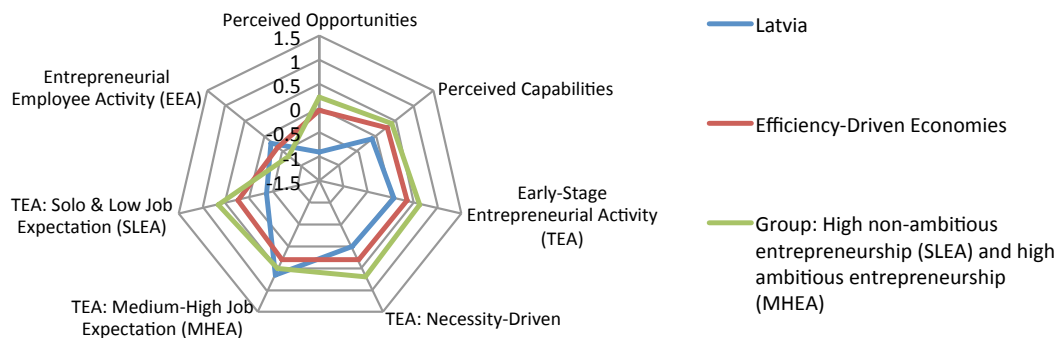 Perceived Opportunities
1.5
1
0.5
0
-0.5
-1
-1.5
Perceived Capabilities
Early-Stage
Entrepreneurial Activity
(TEA)
TEA: Necessity-Driven
TEA: Medium-High Job
Expectation (MHEA)
TEA: Solo & Low Job
Expectation (SLEA)
Entrepreneurial
Employee Activity (EEA)
Latvia
Efficiency-Driven Economies
Group: High non-ambitious
entrepreneurship (SLEA) and high
ambitious entrepreneurship
(MHEA)